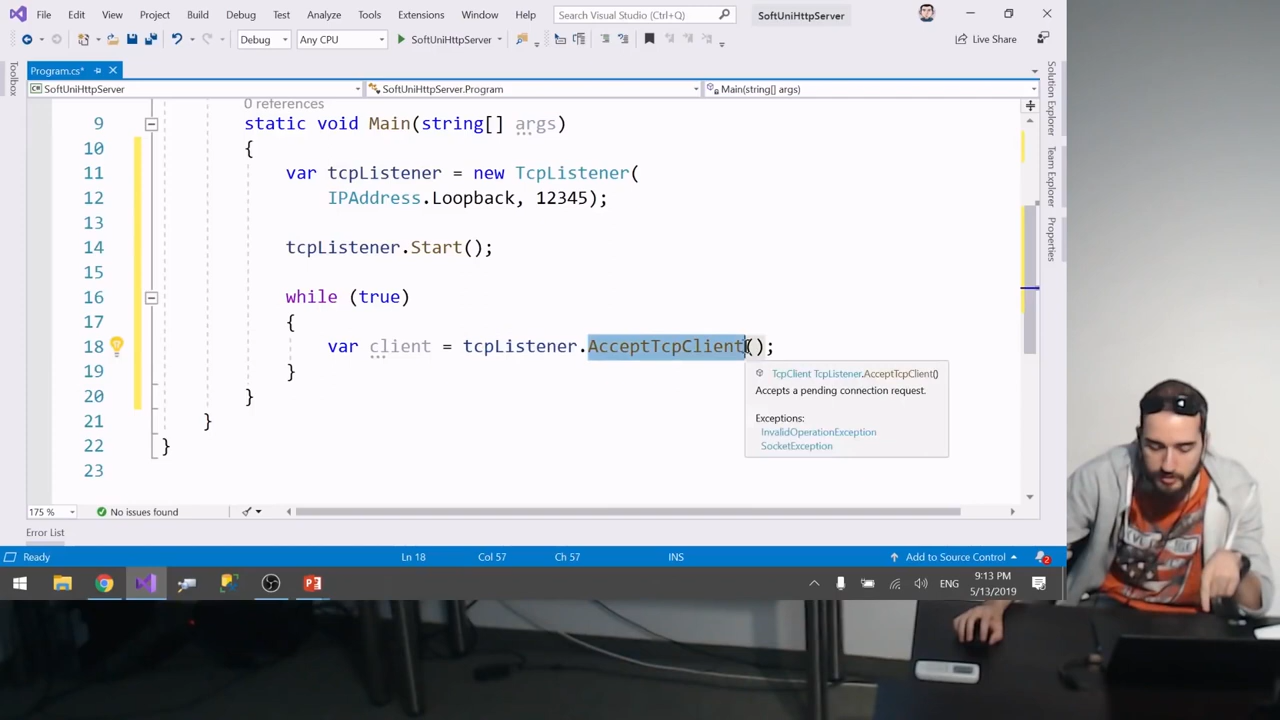 File Edit View Project Build Debug Test Analyze Tools Extensions Window Help Search Visual Studio (Ctrl+Q) SoftUniHttpServer
Debug Any CPU SoftUniHttpServer Live Share
Program.cs*
SoftUniHttpServer SoftUniHttpServer.Program Main(string[] args)
0 references
9 static void Main(string[] args)
10 {
11 var tcpListener = new TcpListener(
12 IPAddress.Loopback, 12345);
13
14 tcpListener.Start();
15
16 while (true)
17 {
18 var client = tcpListener.AcceptTcpClient();
19 }
20 }
21 }
22 }
23
TcpClient TcpListener.AcceptTcpClient()
Accepts a pending connection request.
Exceptions:
InvalidOperationException
SocketException
Toolbox
Solution Explorer
Team Explorer
Properties
175 % No issues found
Error List
Ready Ln 18 Col 57 Ch 57 INS Add to Source Control 2
ENG 9:13 PM
5/13/2019